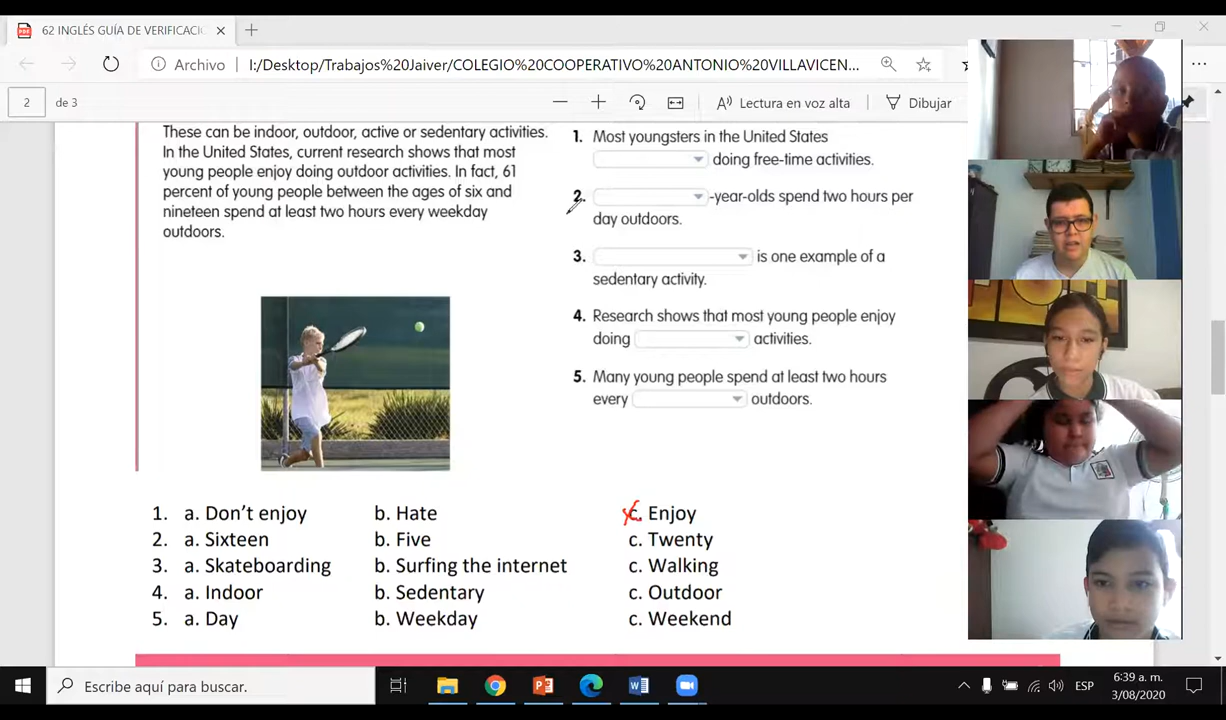 62 INGLÉS GUÍA DE VERIFICACI
Archivo
I:/Desktop/Trabajos%20Jaiver/COLEGIO%20COOPERATIVO%20ANTONIO%20VILLAVICEN...
2 de 3
Lectura en voz alta
Dibujar
These can be indoor, outdoor, active or sedentary activities.
In the United States, current research shows that most
young people enjoy doing outdoor activities. In fact, 61
percent of young people between the ages of six and
nineteen spend at least two hours every weekday
outdoors.
1. Most youngsters in the United States
doing free-time activities.
2. -year-olds spend two hours per
day outdoors.
3. is one example of a
sedentary activity.
4. Research shows that most young people enjoy
doing activities.
5. Many young people spend at least two hours
every outdoors.
1. a. Don't enjoy b. Hate c. Enjoy
2. a. Sixteen b. Five c. Twenty
3. a. Skateboarding b. Surfing the internet c. Walking
4. a. Indoor b. Sedentary c. Outdoor
5. a. Day b. Weekday c. Weekend
Escribe aquí para buscar.
ESP
6:39 a. m.
3/08/2020